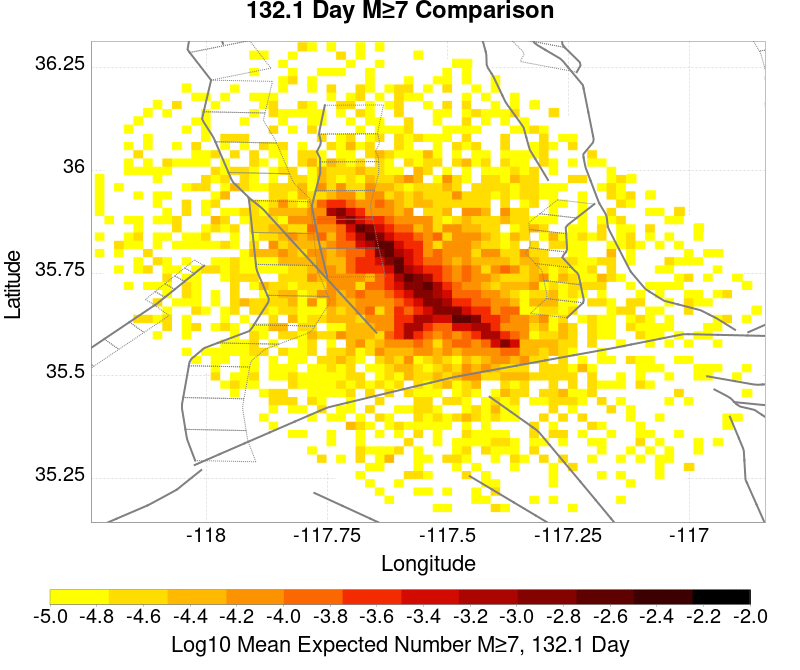 132.1 Day M≥7 Comparison
36.25
36
35.75
35.5
35.25
Latitude
-118
-117.75
-117.5
-117.25
-117
Longitude
-5.0 -4.8 -4.6 -4.4 -4.2 -4.0 -3.8 -3.6 -3.4 -3.2 -3.0 -2.8 -2.6 -2.4 -2.2 -2.0
Log10 Mean Expected Number M≥7, 132.1 Day